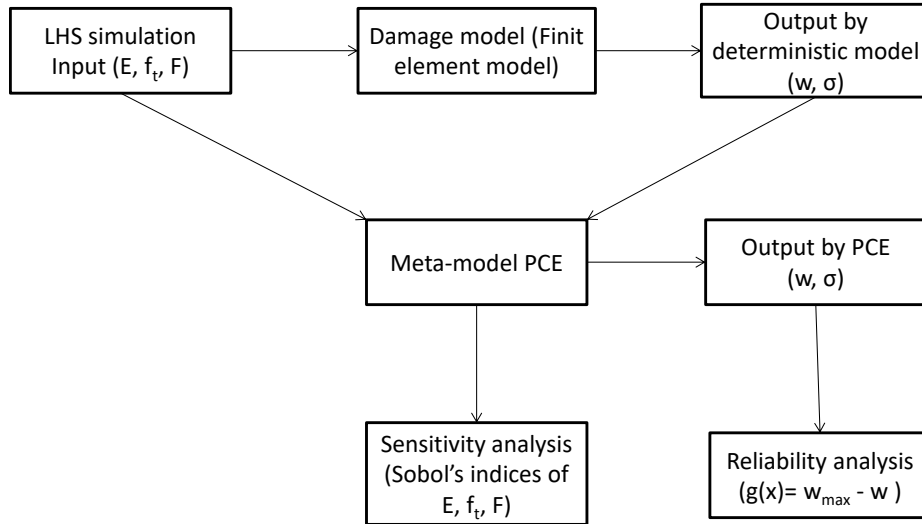 LHS simulation
Input (E, fₜ, F)
Damage model (Finit
element model)
Output by
deterministic model
(w, σ)
Meta-model PCE
Output by PCE
(w, σ)
Sensitivity analysis
(Sobol’s indices of
E, fₜ, F)
Reliability analysis
(g(x)= wₘₐₓ - w )